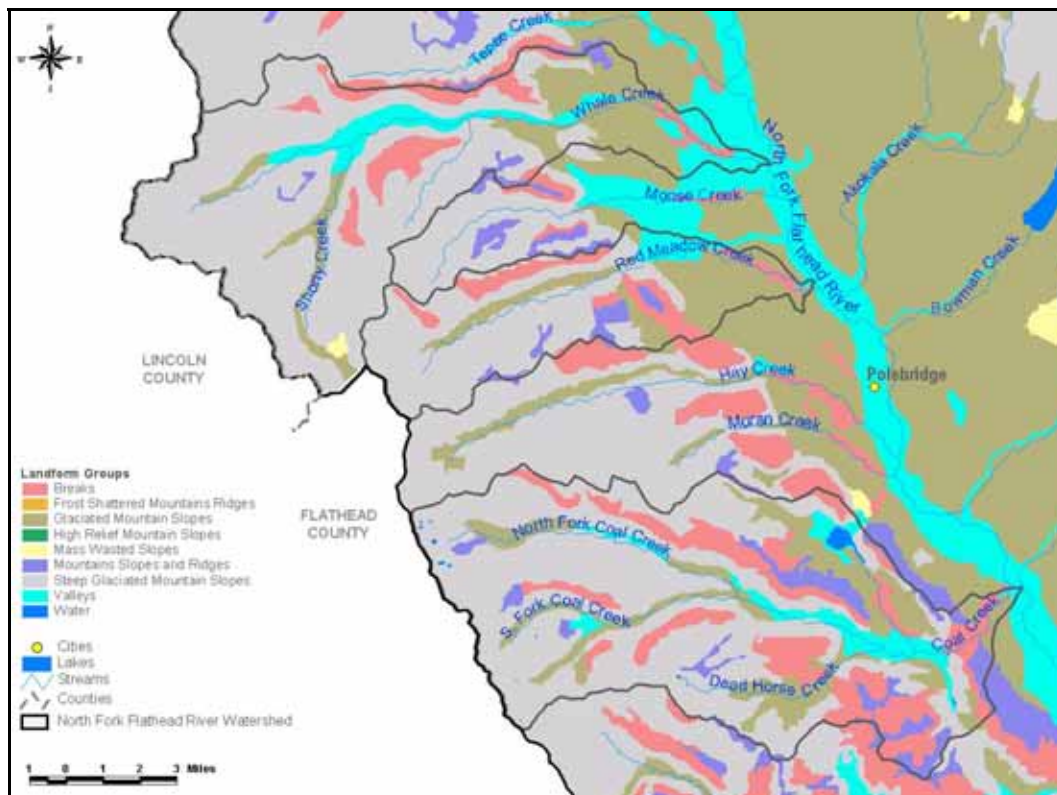 N
W
E
S
Tepee Creek
Whale Creek
North Fork Flathead River
Akokala Creek
Moose Creek
Red Meadow Creek
Bowman Creek
Shorty Creek
LINCOLN
COUNTY
Hay Creek
Polebridge
Moran Creek
Landform Groups
Breaks
Frost Shattered Mountains Ridges
Glaciated Mountain Slopes
High Relief Mountain Slopes
Mass Wasted Slopes
Mountains Slopes and Ridges
Steep Glaciated Mountain Slopes
Valleys
Water
FLATHEAD
COUNTY
North Fork Coal Creek
S. Fork Coal Creek
Coal Creek
Dead Horse Creek
Cities
Lakes
Streams
Counties
North Fork Flathead River Watershed
1 0 1 2 3 Miles